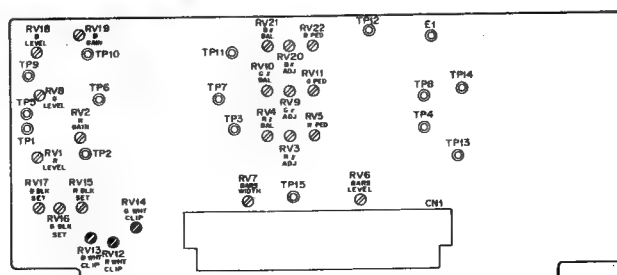 RV18
B LEVEL
RV19
B GAIN
TP10
TP9
RV8
G LEVEL
TP6
TP5
RV2
R GAIN
TP1
RV1
R LEVEL
TP2
RV17
B BLK SET
RV16
G BLK SET
RV15
R BLK SET
RV14
G WHT CLIP
RV13
B WHT CLIP
RV12
R WHT CLIP
RV21
BAL
RV22
B PED
TP12
E1
TP11
RV20
ADJ
RV10
BAL
RV11
G PED
TP7
RV9
ADJ
RV4
BAL
RV5
R PED
TP3
RV3
ADJ
TP8
TP14
TP4
TP13
RV7
BARS WIDTH
TP15
RV6
BARS LEVEL
CN1